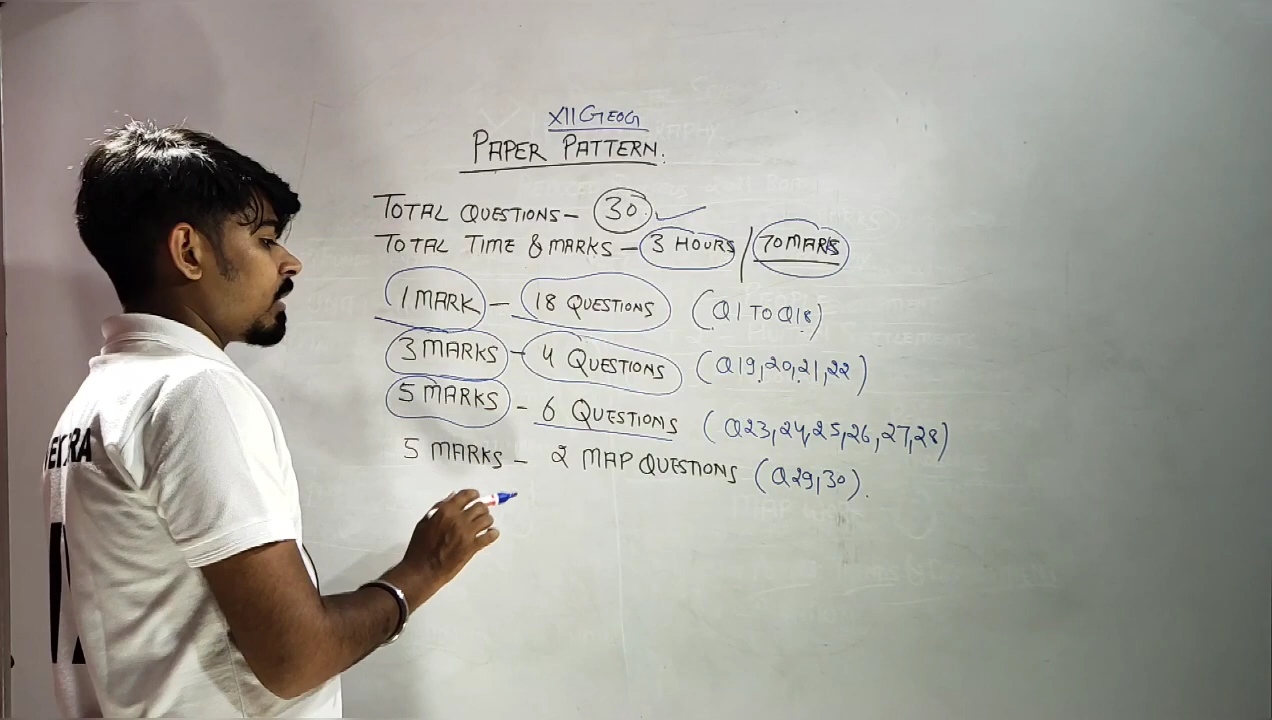 XII GEOG
PAPER PATTERN.
TOTAL QUESTIONS - 30
TOTAL TIME & MARKS - 3 HOURS / 70 MARKS
1 MARK - 18 QUESTIONS (Q1 TO Q18)
3 MARKS - 4 QUESTIONS (Q19,20,21,22)
5 MARKS - 6 QUESTIONS (Q23,24,25,26,27,28)
5 MARKS - 2 MAP QUESTIONS (Q29,30).